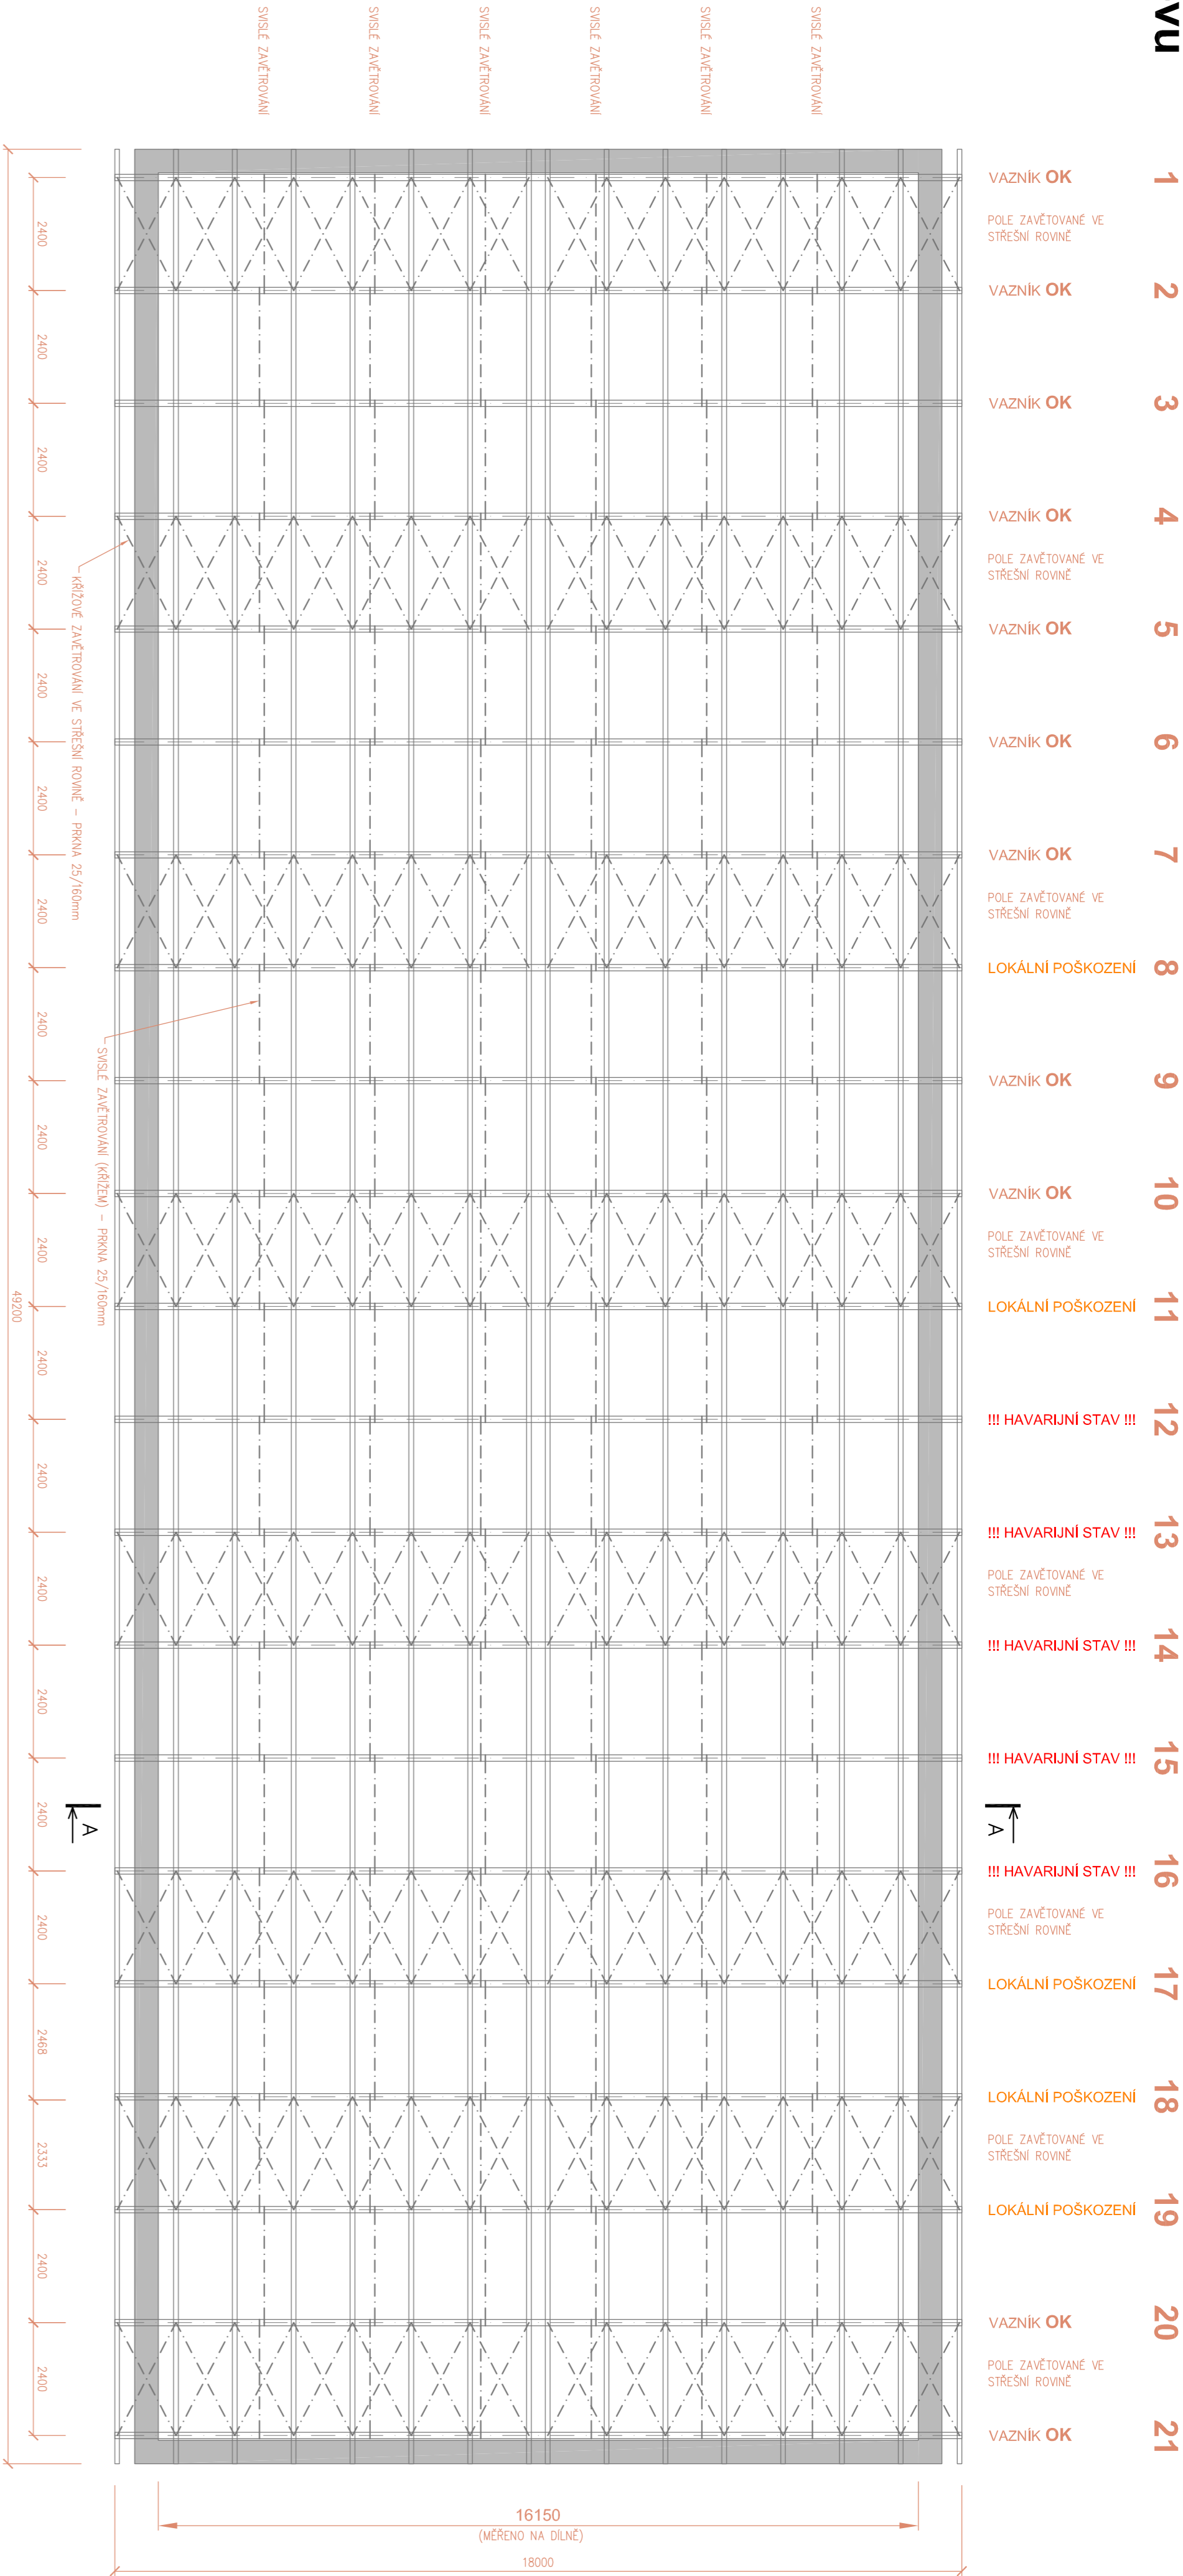 vu
SVISLÉ ZAVĚTROVÁNÍ
SVISLÉ ZAVĚTROVÁNÍ
SVISLÉ ZAVĚTROVÁNÍ
SVISLÉ ZAVĚTROVÁNÍ
SVISLÉ ZAVĚTROVÁNÍ
SVISLÉ ZAVĚTROVÁNÍ
VAZNÍK OK
1
POLE ZAVĚTOVANÉ VE
STŘEŠNÍ ROVINĚ
2400
VAZNÍK OK
2
2400
VAZNÍK OK
3
2400
VAZNÍK OK
4
POLE ZAVĚTOVANÉ VE
STŘEŠNÍ ROVINĚ
2400
KŘÍŽOVÉ ZAVĚTROVÁNÍ VE STŘEŠNÍ ROVINĚ - PRKNA 25/160mm
VAZNÍK OK
5
2400
VAZNÍK OK
6
2400
VAZNÍK OK
7
POLE ZAVĚTOVANÉ VE
STŘEŠNÍ ROVINĚ
2400
LOKÁLNÍ POŠKOZENÍ
8
2400
SVISLÉ ZAVĚTROVÁNÍ (KŘÍŽEM) - PRKNA 25/160mm
VAZNÍK OK
9
2400
VAZNÍK OK
10
POLE ZAVĚTOVANÉ VE
STŘEŠNÍ ROVINĚ
2400
49200
LOKÁLNÍ POŠKOZENÍ
11
2400
!!! HAVARIJNÍ STAV !!!
12
2400
!!! HAVARIJNÍ STAV !!!
13
POLE ZAVĚTOVANÉ VE
STŘEŠNÍ ROVINĚ
2400
!!! HAVARIJNÍ STAV !!!
14
2400
!!! HAVARIJNÍ STAV !!!
15
2400
A
A
!!! HAVARIJNÍ STAV !!!
16
POLE ZAVĚTOVANÉ VE
STŘEŠNÍ ROVINĚ
2400
LOKÁLNÍ POŠKOZENÍ
17
2468
LOKÁLNÍ POŠKOZENÍ
18
POLE ZAVĚTOVANÉ VE
STŘEŠNÍ ROVINĚ
2333
LOKÁLNÍ POŠKOZENÍ
19
2400
VAZNÍK OK
20
POLE ZAVĚTOVANÉ VE
STŘEŠNÍ ROVINĚ
2400
VAZNÍK OK
21
16150
(MĚŘENO NA DÍLNĚ)
18000